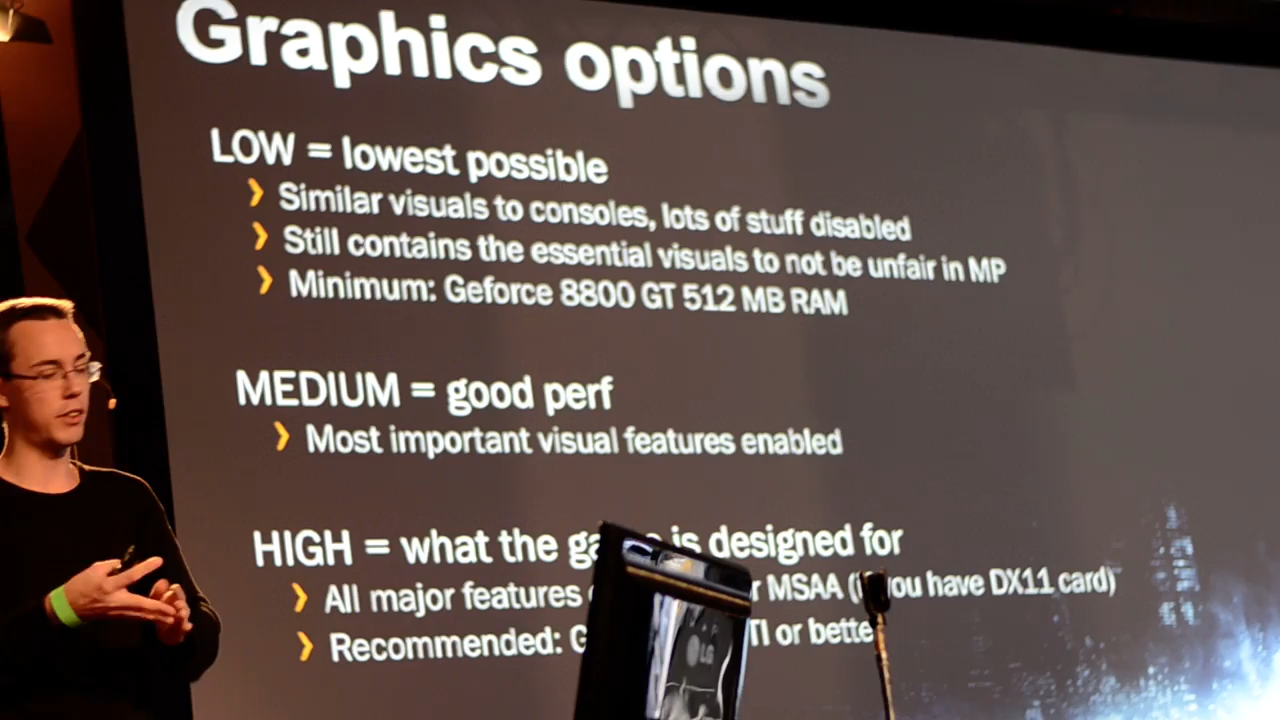 Graphics options
LOW = lowest possible
Similar visuals to consoles, lots of stuff disabled
Still contains the essential visuals to not be unfair in MP
Minimum: Geforce 8800 GT 512 MB RAM
MEDIUM = good perf
Most important visual features enabled
HIGH = what the is designed for
All major features MSAA you have DX11 card)
Recommended: TI or
LG